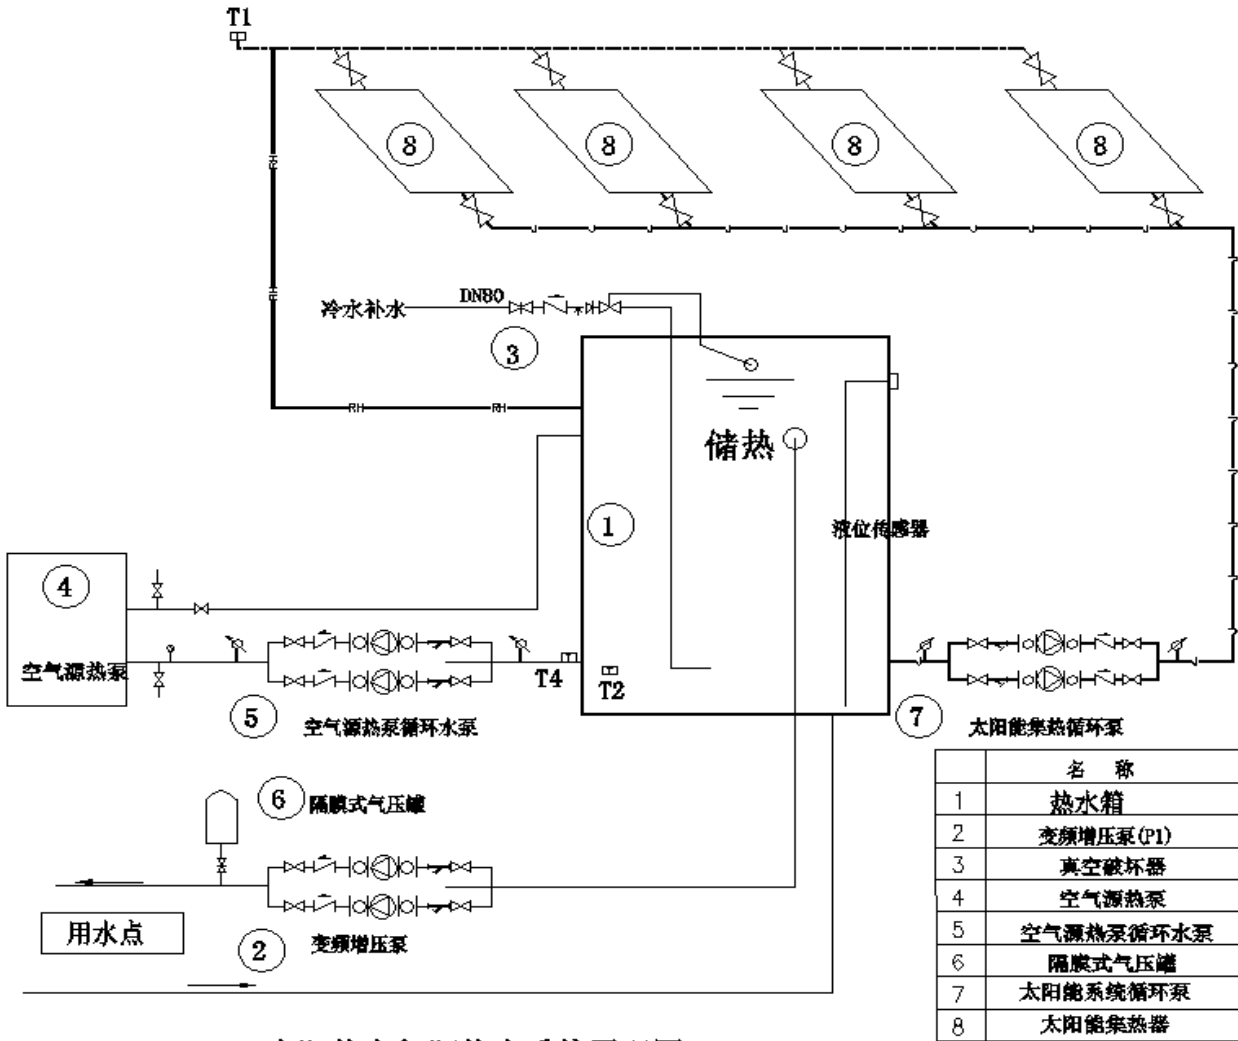 T1
8
8
8
8
RH
RH
冷水补水
DN80
3
RH
RH
储热
1
液位传感器
4
空气源热泵
T4
T2
5
空气源热泵循环水泵
7
太阳能集热循环泵
6
隔膜式气压罐
用水点
2
变频增压泵
名 称
1 热水箱
2 变频增压泵(P1)
3 真空破坏器
4 空气源热泵
5 空气源热泵循环水泵
6 隔膜式气压罐
7 太阳能系统循环泵
8 太阳能集热器